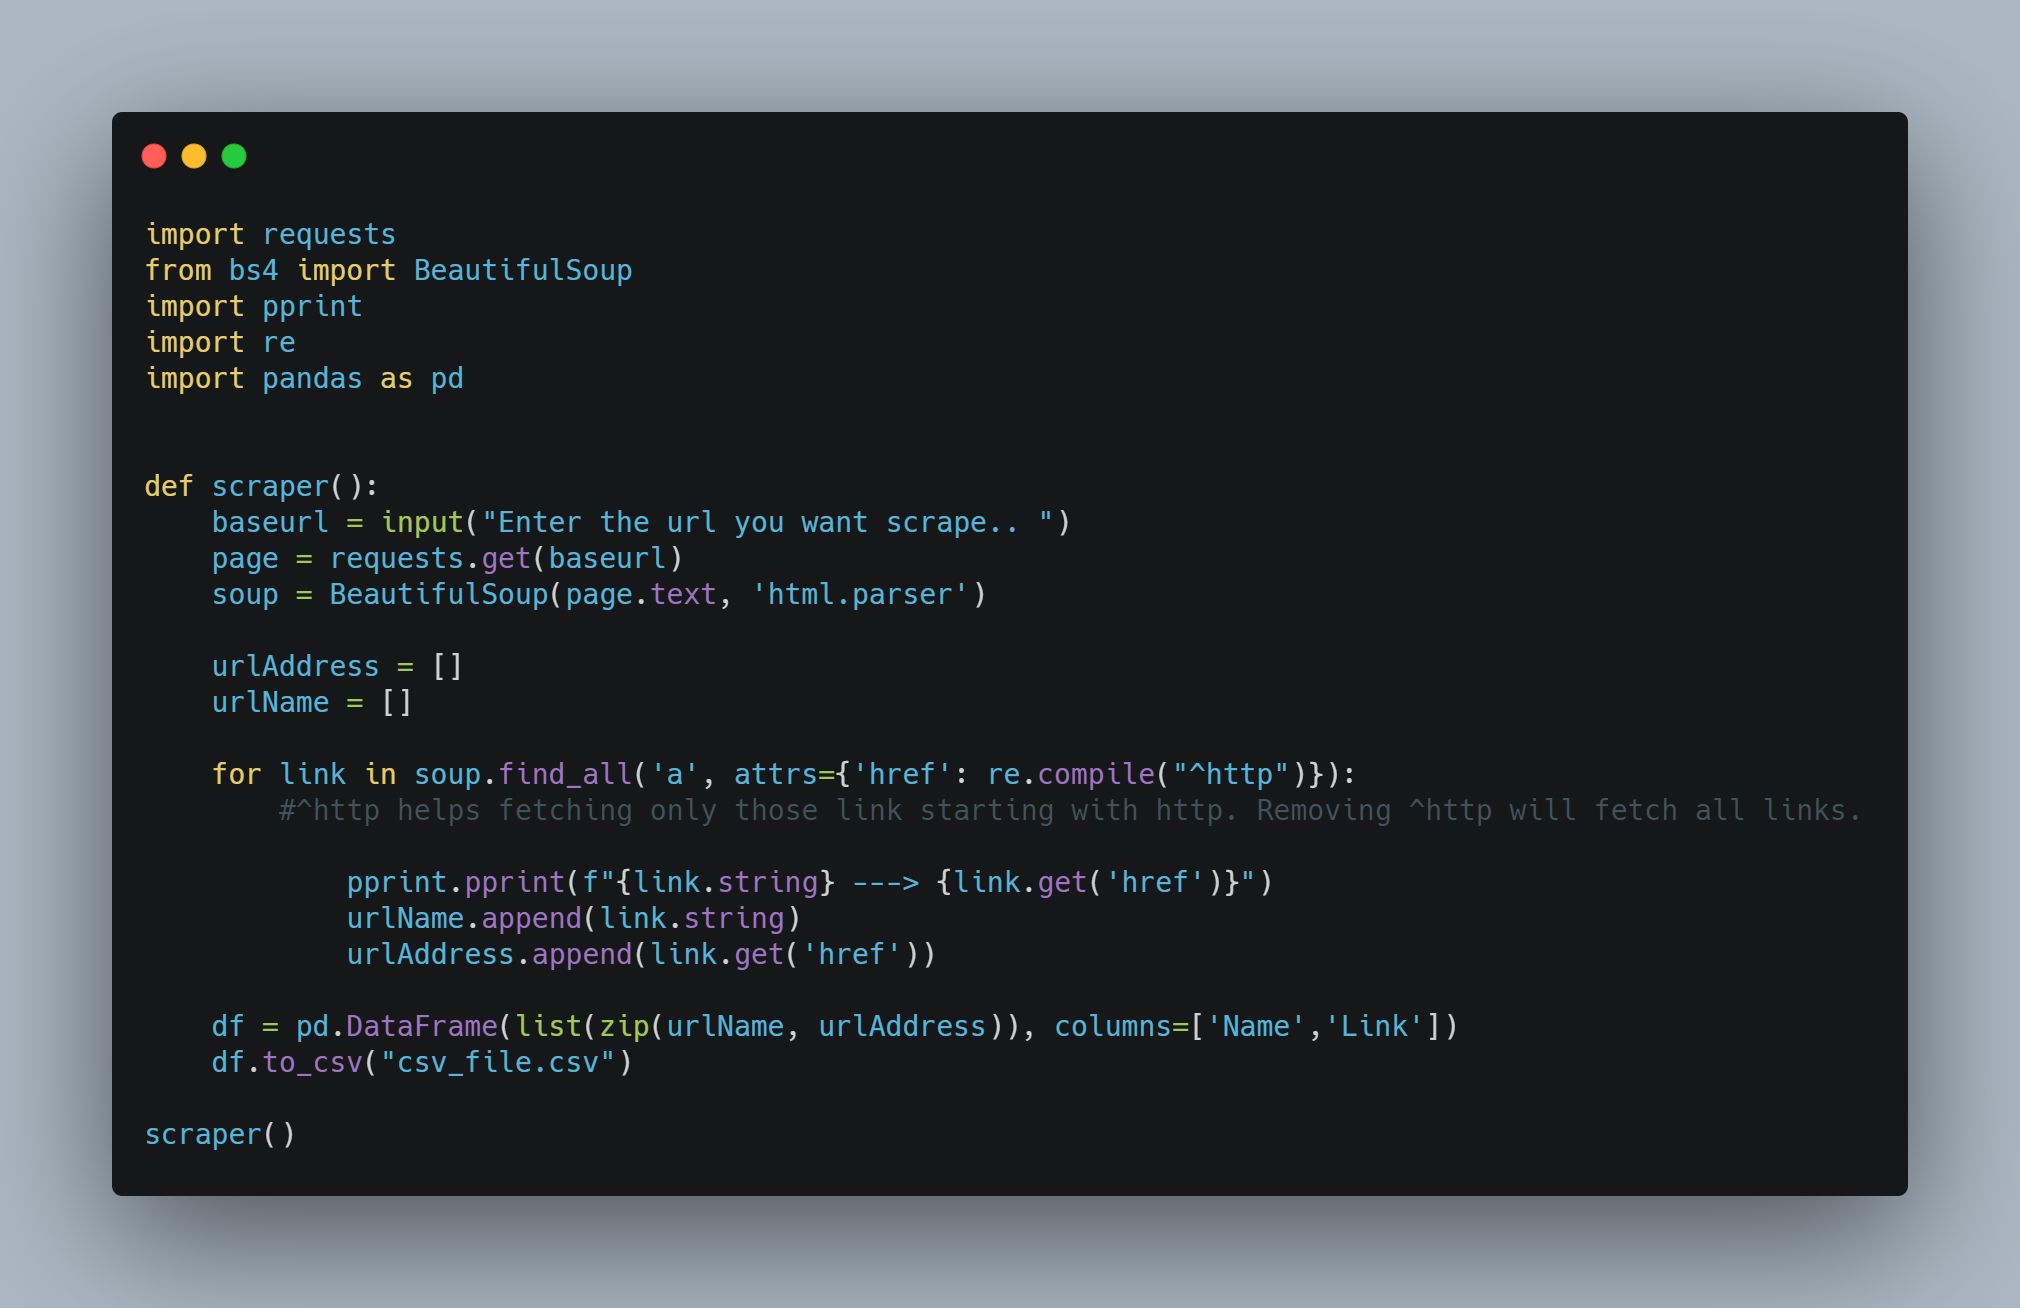 import requests
from bs4 import BeautifulSoup
import pprint
import re
import pandas as pd


def scraper():
    baseurl = input("Enter the url you want scrape.. ")
    page = requests.get(baseurl)
    soup = BeautifulSoup(page.text, 'html.parser')

    urlAddress = []
    urlName = []

    for link in soup.find_all('a', attrs={'href': re.compile("^http")}):
        #^http helps fetching only those link starting with http. Removing ^http will fetch all links.

            pprint.pprint(f"{link.string} ---> {link.get('href')}")
            urlName.append(link.string)
            urlAddress.append(link.get('href'))

    df = pd.DataFrame(list(zip(urlName, urlAddress)), columns=['Name','Link'])
    df.to_csv("csv_file.csv")

scraper()